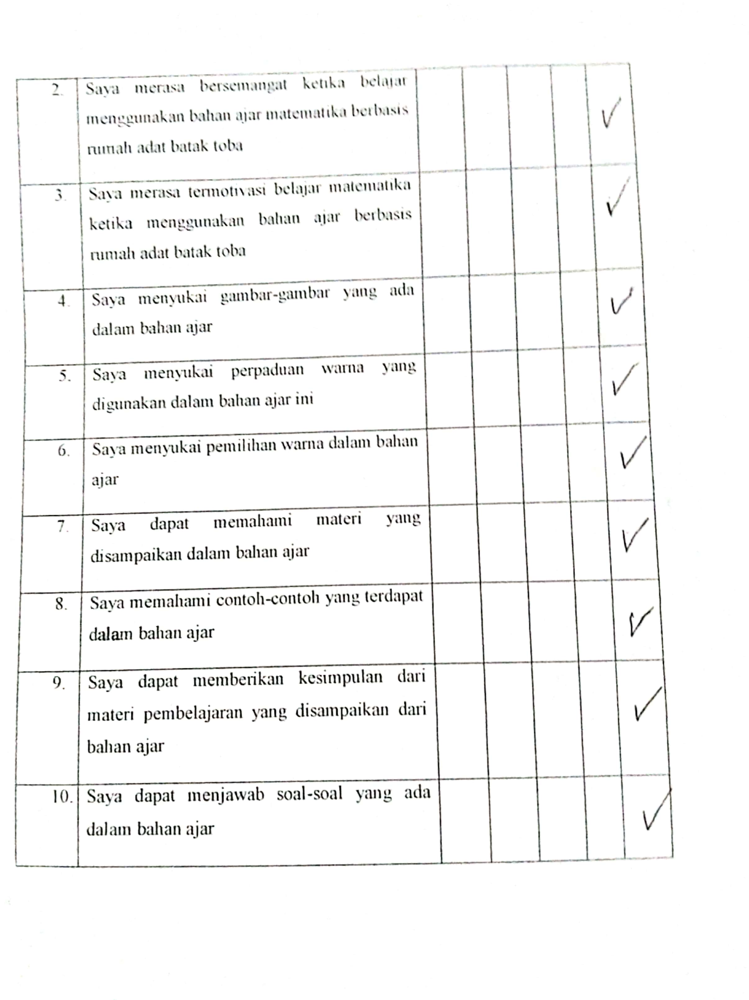 2. Saya merasa bersemangat ketika belajar
menggunakan bahan ajar matematika berbasis
rumah adat batak toba
✓
3. Saya merasa termotivasi belajar matematika
ketika menggunakan bahan ajar berbasis
rumah adat batak toba
✓
4. Saya menyukai gambar-gambar yang ada
dalam bahan ajar
✓
5. Saya menyukai perpaduan warna yang
digunakan dalam bahan ajar ini
✓
6. Saya menyukai pemilihan warna dalam bahan
ajar
✓
7. Saya dapat memahami materi yang
disampaikan dalam bahan ajar
✓
8. Saya memahami contoh-contoh yang terdapat
dalam bahan ajar
✓
9. Saya dapat memberikan kesimpulan dari
materi pembelajaran yang disampaikan dari
bahan ajar
✓
10. Saya dapat menjawab soal-soal yang ada
dalam bahan ajar
✓